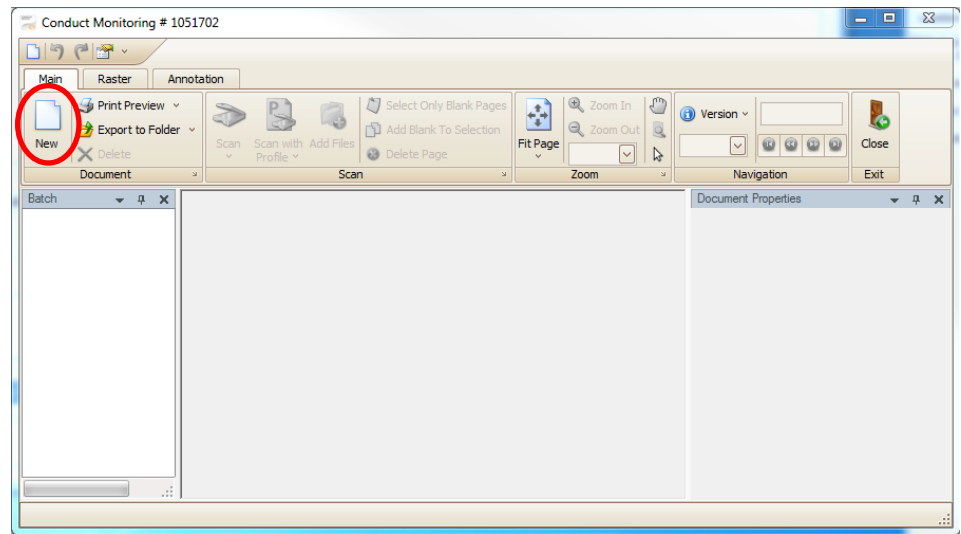 Conduct Monitoring # 1051702
Main Raster Annotation
New
Print Preview
Export to Folder
Delete
Document
Scan
Scan with Profile
Add Files
Select Only Blank Pages
Add Blank To Selection
Delete Page
Scan
Fit Page
Zoom In
Zoom Out
Zoom
Version
Navigation
Close
Exit
Batch
Document Properties